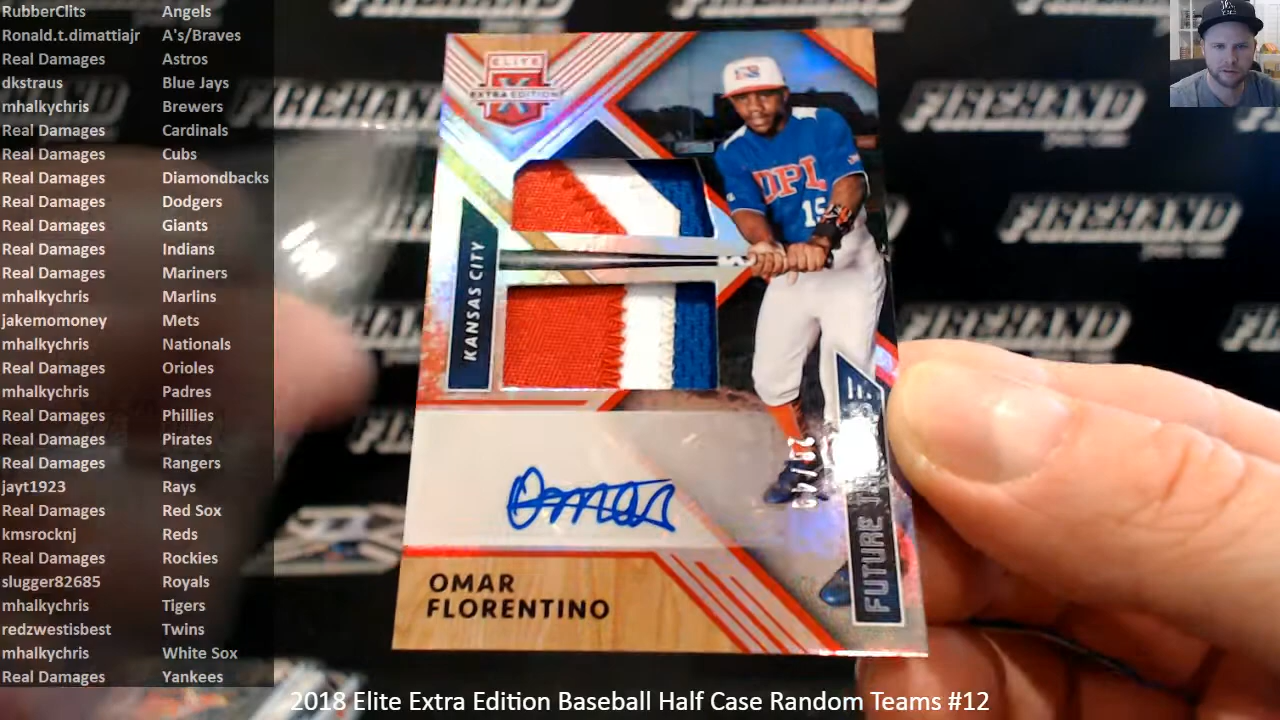 RubberClits Angels
Ronald.t.dimattiajr A's/Braves
Real Damages Astros
dkstraus Blue Jays
mhalkychris Brewers
Real Damages Cardinals
Real Damages Cubs
Real Damages Diamondbacks
Real Damages Dodgers
Real Damages Giants
Real Damages Indians
Real Damages Mariners
mhalkychris Marlins
jakemomoney Mets
mhalkychris Nationals
Real Damages Orioles
mhalkychris Padres
Real Damages Phillies
Real Damages Pirates
Real Damages Rangers
jayt1923 Rays
Real Damages Red Sox
kmsrocknj Reds
Real Damages Rockies
slugger82685 Royals
mhalkychris Tigers
redzwestisbest Twins
mhalkychris White Sox
Real Damages Yankees
ELITE
EXTRA EDITION
DPL
15
KANSAS CITY
Omar
OMAR
FLORENTINO
FUTURE
FIREHAND
FIREHAND
FIREHAND
FIREHAND
2018 Elite Extra Edition Baseball Half Case Random Teams #12